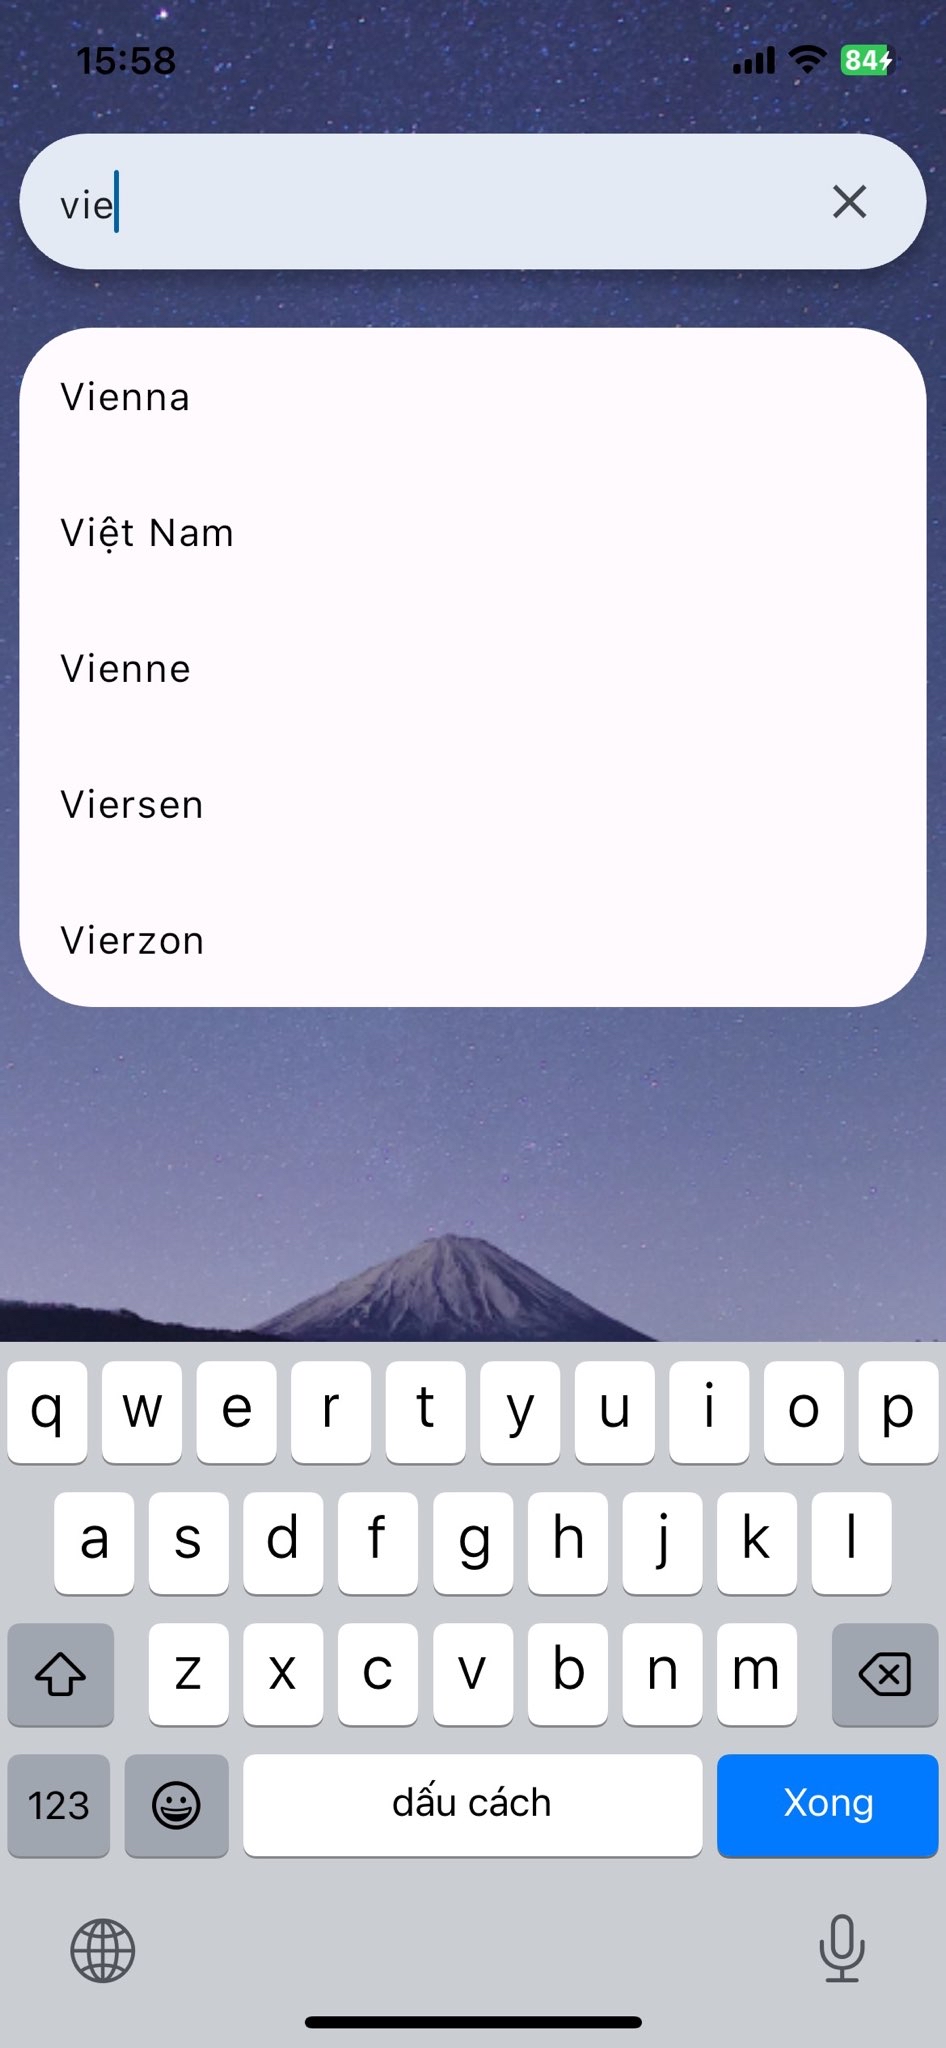 15:58
84
vie
Vienna
Việt Nam
Vienne
Viersen
Vierzon
q w e r t y u i o p
a s d f g h j k l
z x c v b n m
123 dấu cách Xong